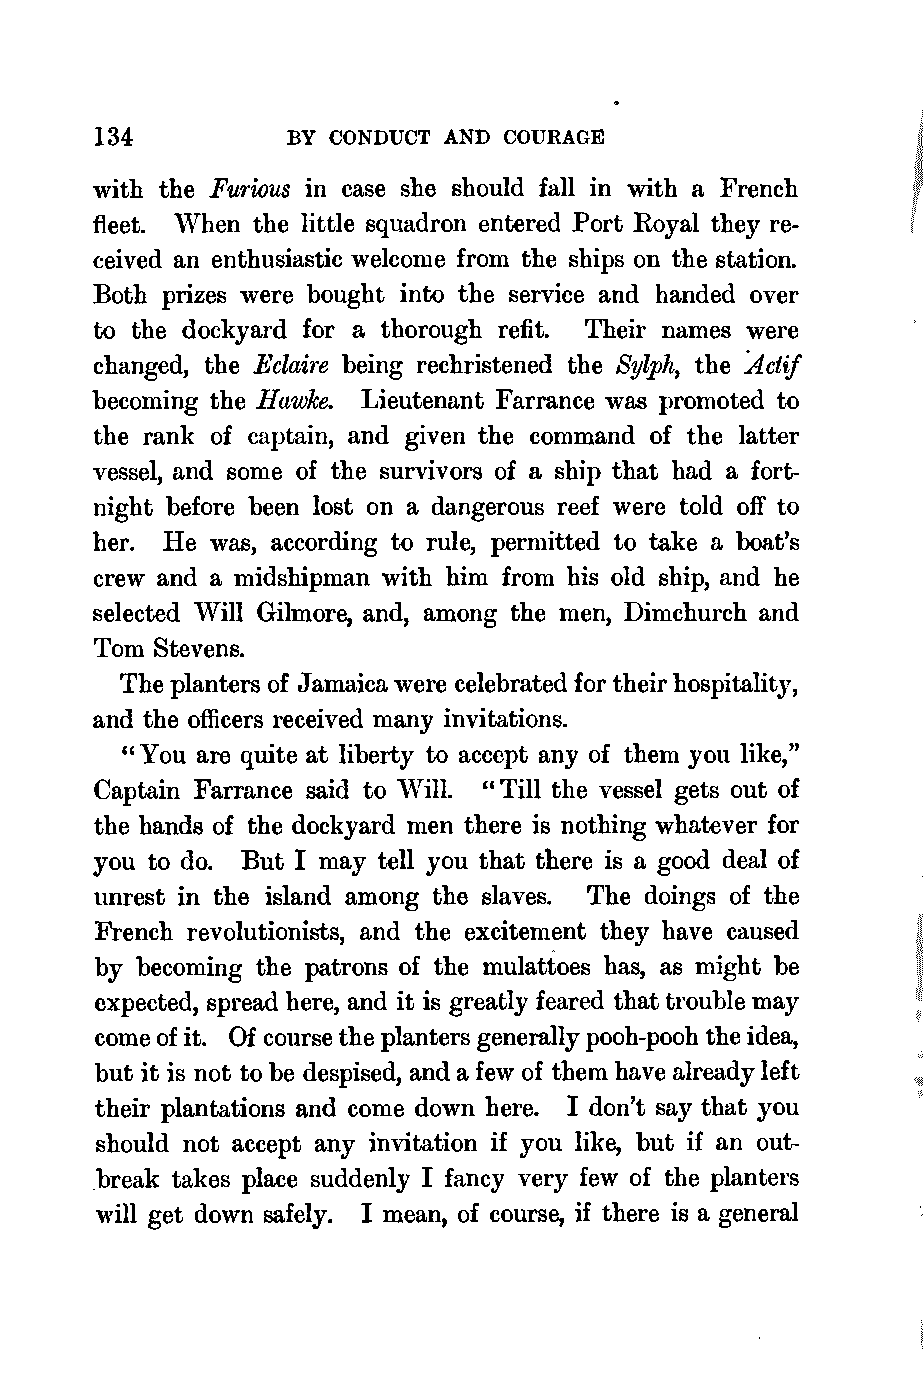 134 BY CONDUCT AND COURAGE
with the Furious in case she should fall in with a French
fleet. When the little squadron entered Port Royal they re-
ceived an enthusiastic welcome from the ships on the station.
Both prizes were bought into the service and handed over
to the dockyard for a thorough refit. Their names were
changed, the Eclaire being rechristened the Sylph, the Actif
becoming the Hawke. Lieutenant Farrance was promoted to
the rank of captain, and given the command of the latter
vessel, and some of the survivors of a ship that had a fort-
night before been lost on a dangerous reef were told off to
her. He was, according to rule, permitted to take a boat's
crew and a midshipman with him from his old ship, and he
selected Will Gilmore, and, among the men, Dimchurch and
Tom Stevens.
The planters of Jamaica were celebrated for their hospitality,
and the officers received many invitations.
"You are quite at liberty to accept any of them you like,"
Captain Farrance said to Will. "Till the vessel gets out of
the hands of the dockyard men there is nothing whatever for
you to do. But I may tell you that there is a good deal of
unrest in the island among the slaves. The doings of the
French revolutionists, and the excitement they have caused
by becoming the patrons of the mulattoes has, as might be
expected, spread here, and it is greatly feared that trouble may
come of it. Of course the planters generally pooh-pooh the idea,
but it is not to be despised, and a few of them have already left
their plantations and come down here. I don't say that you
should not accept any invitation if you like, but if an out-
break takes place suddenly I fancy very few of the planters
will get down safely. I mean, of course, if there is a general